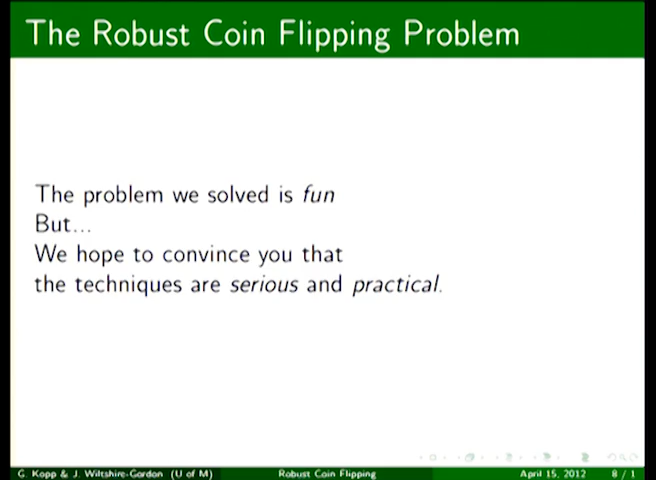 The Robust Coin Flipping Problem
The problem we solved is fun
But...
We hope to convince you that
the techniques are serious and practical.
G. Kopp & J. Wiltshire-Gordon (U of M) Robust Coin Flipping April 15, 2012 8 / 1